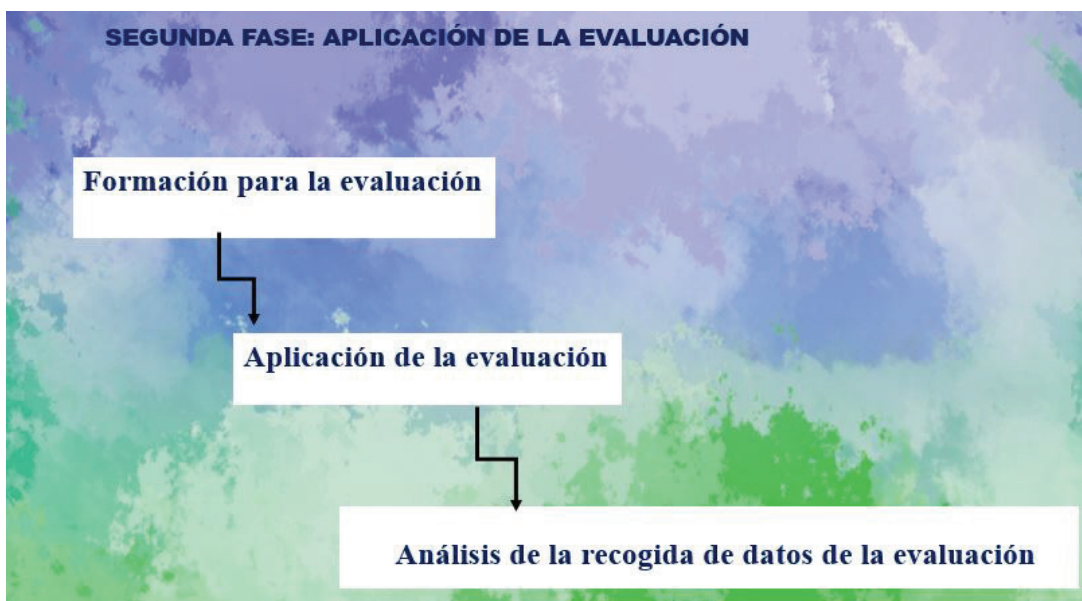 SEGUNDA FASE: APLICACIÓN DE LA EVALUACIÓN
Formación para la evaluación
Aplicación de la evaluación
Análisis de la recogida de datos de la evaluación